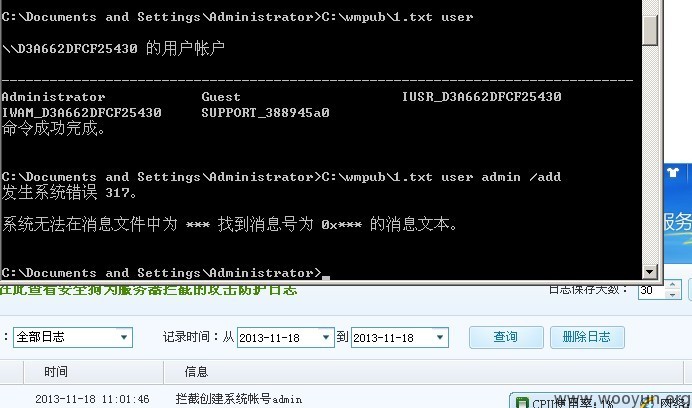 C:\Documents and Settings\Administrator>C:\wmpub\1.txt user
\\D3A662DFCF25430 的用户帐户
-------------------------------------------------------------------------------
Administrator Guest IUSR_D3A662DFCF25430
IWAM_D3A662DFCF25430 SUPPORT_388945a0
命令成功完成。
C:\Documents and Settings\Administrator>C:\wmpub\1.txt user admin /add
发生系统错误 317。
系统无法在消息文件中为 *** 找到消息号为 0x*** 的消息文本。
C:\Documents and Settings\Administrator>_
服务
在此查看安全狗为服务器拦截的攻击防护日志 日志保存天数: 30
: 全部日志 记录时间：从 2013-11-18 到 2013-11-18 查询 删除日志
时间 信息
2013-11-18 11:01:46 拦截创建系统帐号admin
CPU使用率:1% 网络
www.wooyun.org